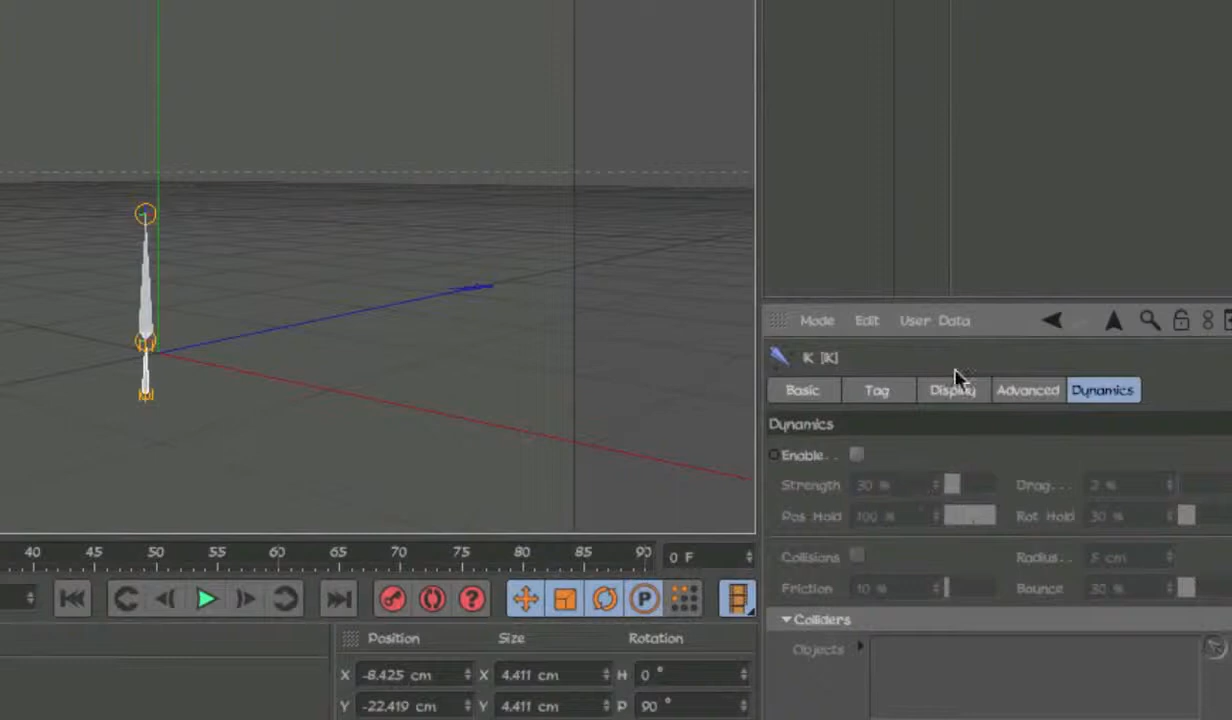 Mode Edit User Data
IK [IK]
Basic Tag Display Advanced Dynamics
Dynamics
Enable. .
Strength 30 % Drag. . . 2 %
Pos Hold 100 % Rot Hold 30 %
Collisions Radius. . 5 cm
Friction 10 % Bounce 30 %
Colliders
Objects
40 45 50 55 60 65 70 75 80 85 90 0 F
P
Position Size Rotation
X -8.425 cm X 4.411 cm H 0 °
Y -22.419 cm Y 4.411 cm P 90 °